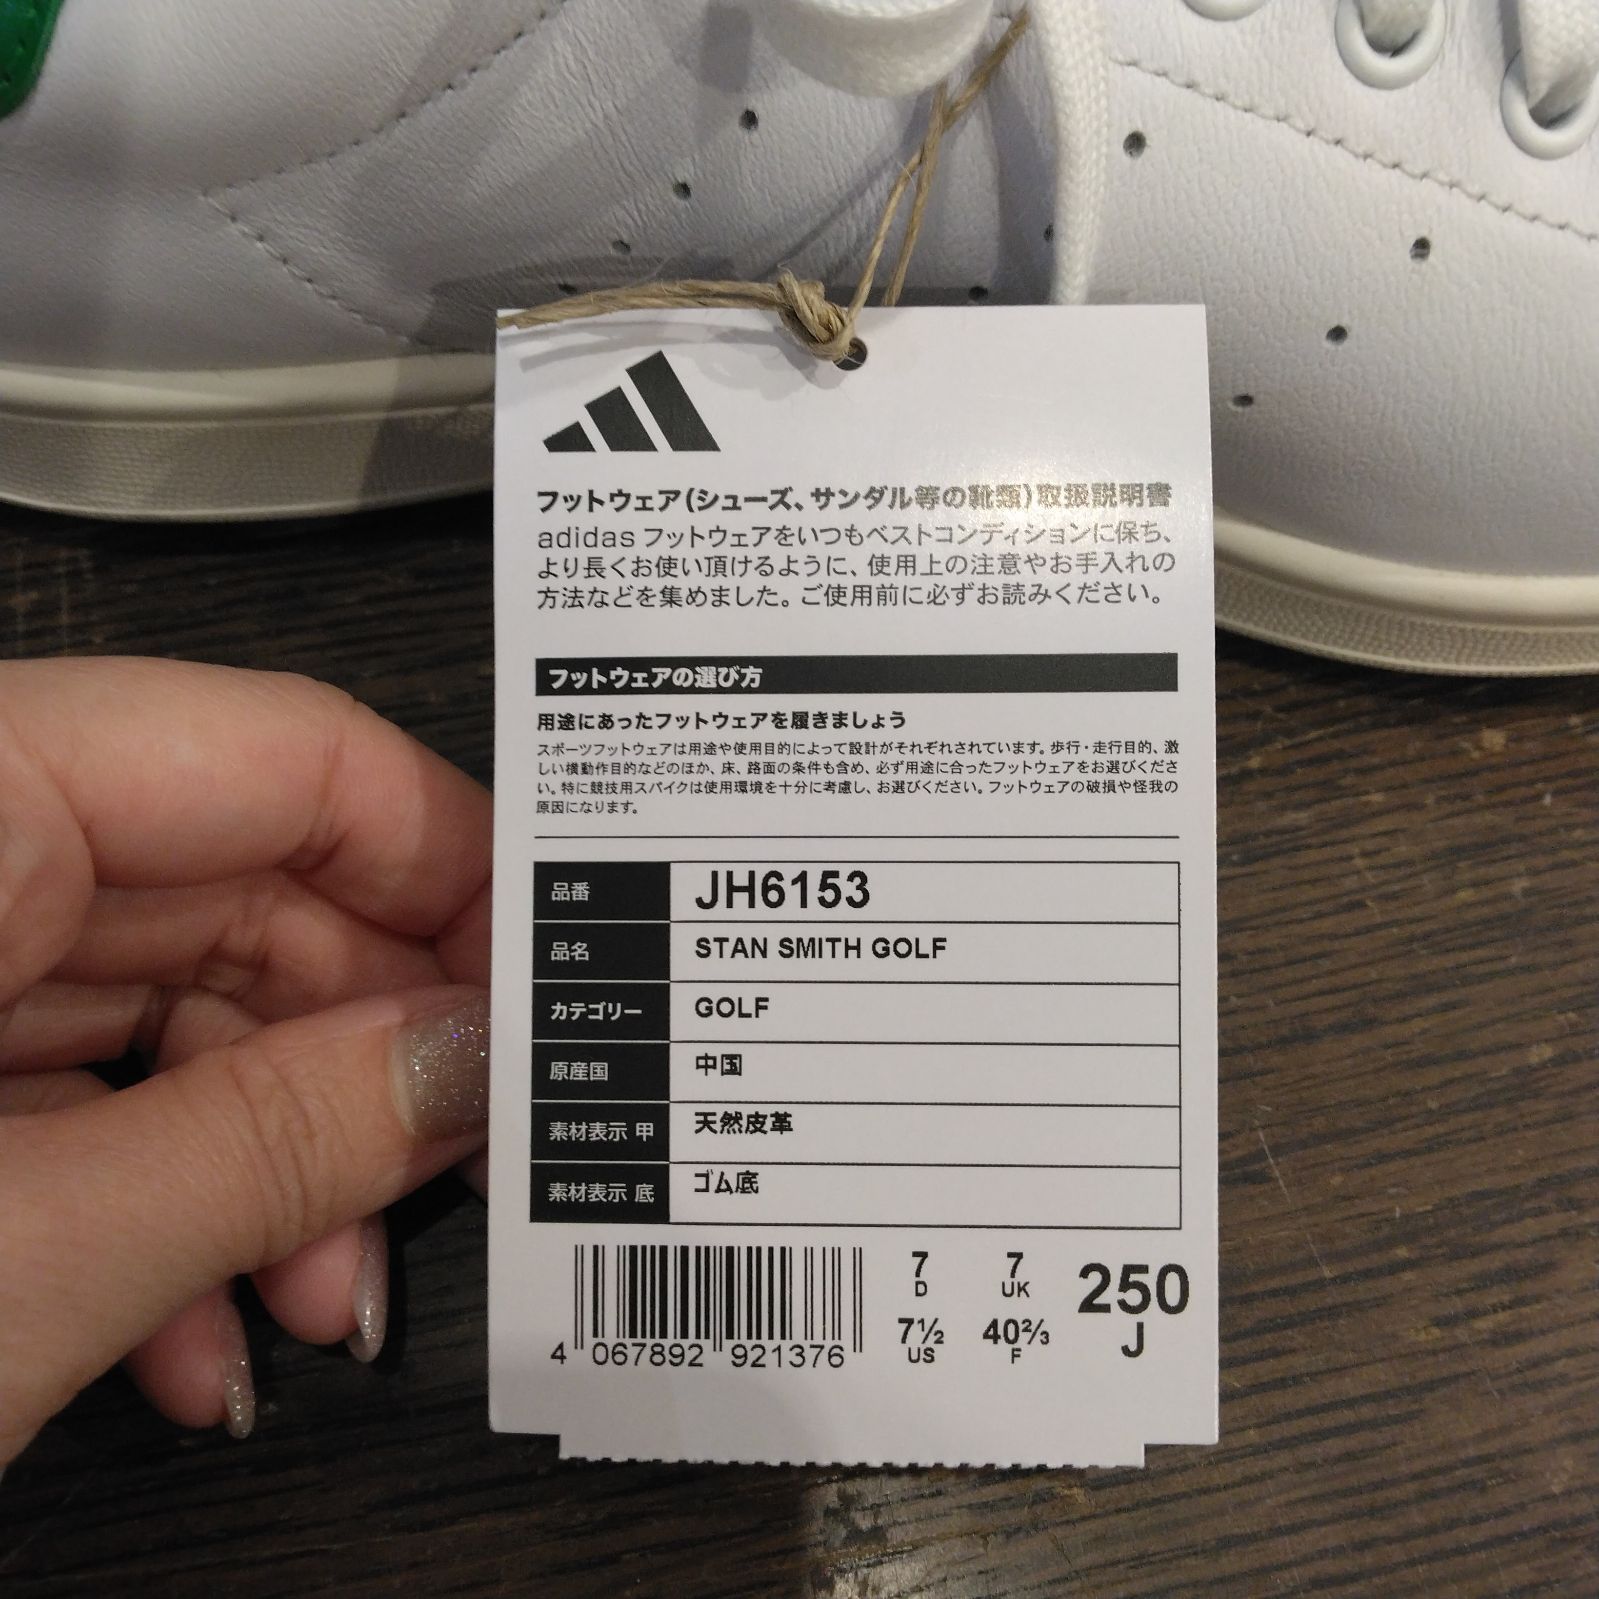 フットウェア(シューズ、サンダル等の靴類)取扱説明書
adidas フットウェアをいつもベストコンディションに保ち、
より長くお使い頂けるように、使用上の注意やお手入れの
方法などを集めました。ご使用前に必ずお読みください。
フットウェアの選び方
用途にあったフットウェアを履きましょう
スポーツフットウェアは用途や使用目的によって設計がそれぞれされています。歩行・走行目的、激
しい横動作目的などのほか、床、路面の条件も含め、必ず用途に合ったフットウェアをお選びくださ
い。特に競技用スパイクは使用環境を十分に考慮し、お選びください。フットウェアの破損や怪我の
原因になります。
品番 JH6153
品名 STAN SMITH GOLF
カテゴリー GOLF
原産国 中国
素材表示 甲 天然皮革
素材表示 底 ゴム底
4 067892 921376
7 7
D UK
7½ 40⅔
US F
250
J